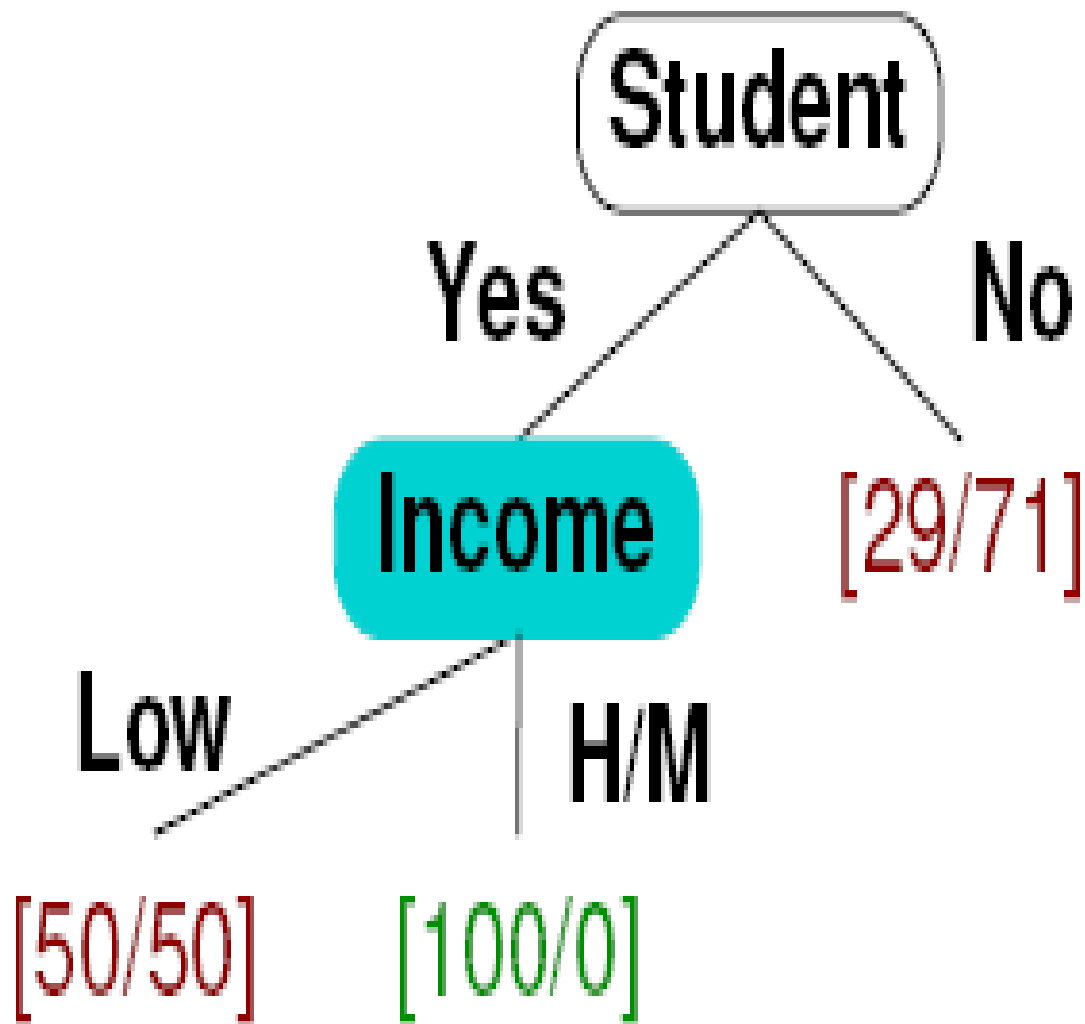 Student
Yes
No
Income
[29/71]
Low
H/M
[50/50]
[100/0]